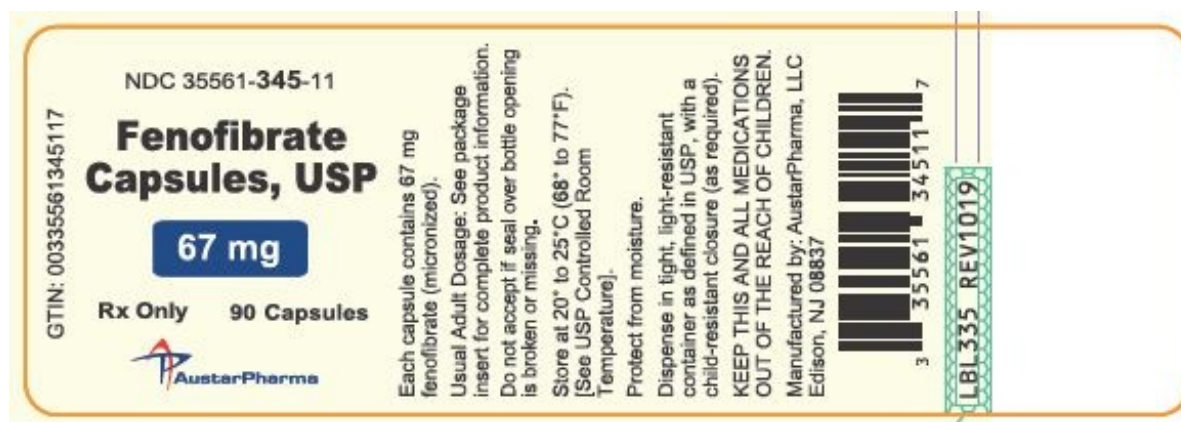 GTIN: 00335561345117
NDC 35561-345-11
Fenofibrate
Capsules, USP
67 mg
Rx Only 90 Capsules
AustarPharma
Each capsule contains 67 mg
fenofibrate (micronized).
Usual Adult Dosage: See package
insert for complete product information.
Do not accept if seal over bottle opening
is broken or missing.
Store at 20° to 25°C (68° to 77°F).
[See USP Controlled Room
Temperature].
Protect from moisture.
Dispense in tight, light-resistant
container as defined in USP, with a
child-resistant closure (as required).
KEEP THIS AND ALL MEDICATIONS
OUT OF THE REACH OF CHILDREN.
Manufactured by: AustarPharma, LLC
Edison, NJ 08837
3 35561 34511 7
LBL335 REV1019